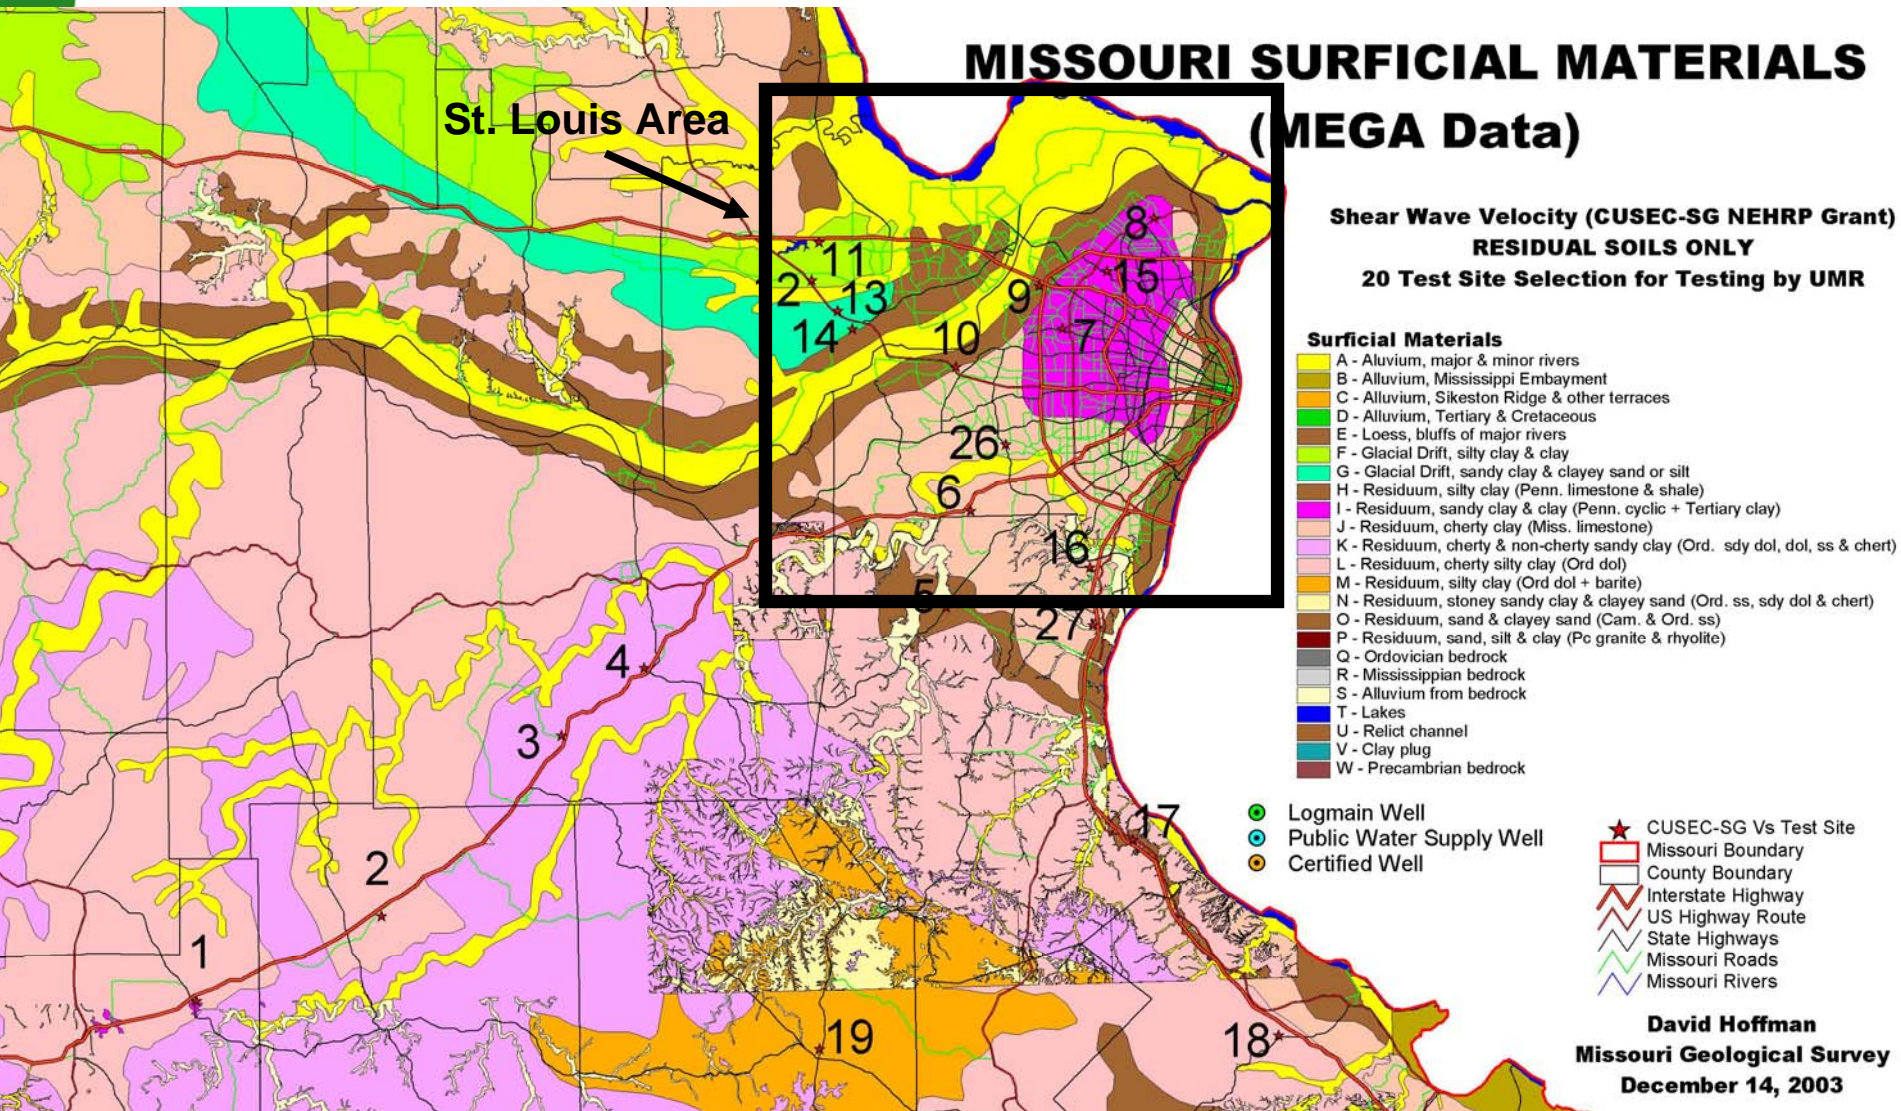 MISSOURI SURFICIAL MATERIALS
(MEGA Data)
St. Louis Area
Shear Wave Velocity (CUSEC-SG NEHRP Grant)
RESIDUAL SOILS ONLY
20 Test Site Selection for Testing by UMR
8
11
15
12
13
9
14
10
7
26
6
16
5
27
4
3
17
2
1
19
18
Surficial Materials
A - Aluvium, major & minor rivers
B - Alluvium, Mississippi Embayment
C - Alluvium, Sikeston Ridge & other terraces
D - Alluvium, Tertiary & Cretaceous
E - Loess, bluffs of major rivers
F - Glacial Drift, silty clay & clay
G - Glacial Drift, sandy clay & clayey sand or silt
H - Residuum, silty clay (Penn. limestone & shale)
I - Residuum, sandy clay & clay (Penn. cyclic + Tertiary clay)
J - Residuum, cherty clay (Miss. limestone)
K - Residuum, cherty & non-cherty sandy clay (Ord. sdy dol, dol, ss & chert)
L - Residuum, cherty silty clay (Ord dol)
M - Residuum, silty clay (Ord dol + barite)
N - Residuum, stoney sandy clay & clayey sand (Ord. ss, sdy dol & chert)
O - Residuum, sand & clayey sand (Cam. & Ord. ss)
P - Residuum, sand, silt & clay (Pc granite & rhyolite)
Q - Ordovician bedrock
R - Mississippian bedrock
S - Alluvium from bedrock
T - Lakes
U - Relict channel
V - Clay plug
W - Precambrian bedrock
Logmain Well
Public Water Supply Well
Certified Well
CUSEC-SG Vs Test Site
Missouri Boundary
County Boundary
Interstate Highway
US Highway Route
State Highways
Missouri Roads
Missouri Rivers
David Hoffman
Missouri Geological Survey
December 14, 2003